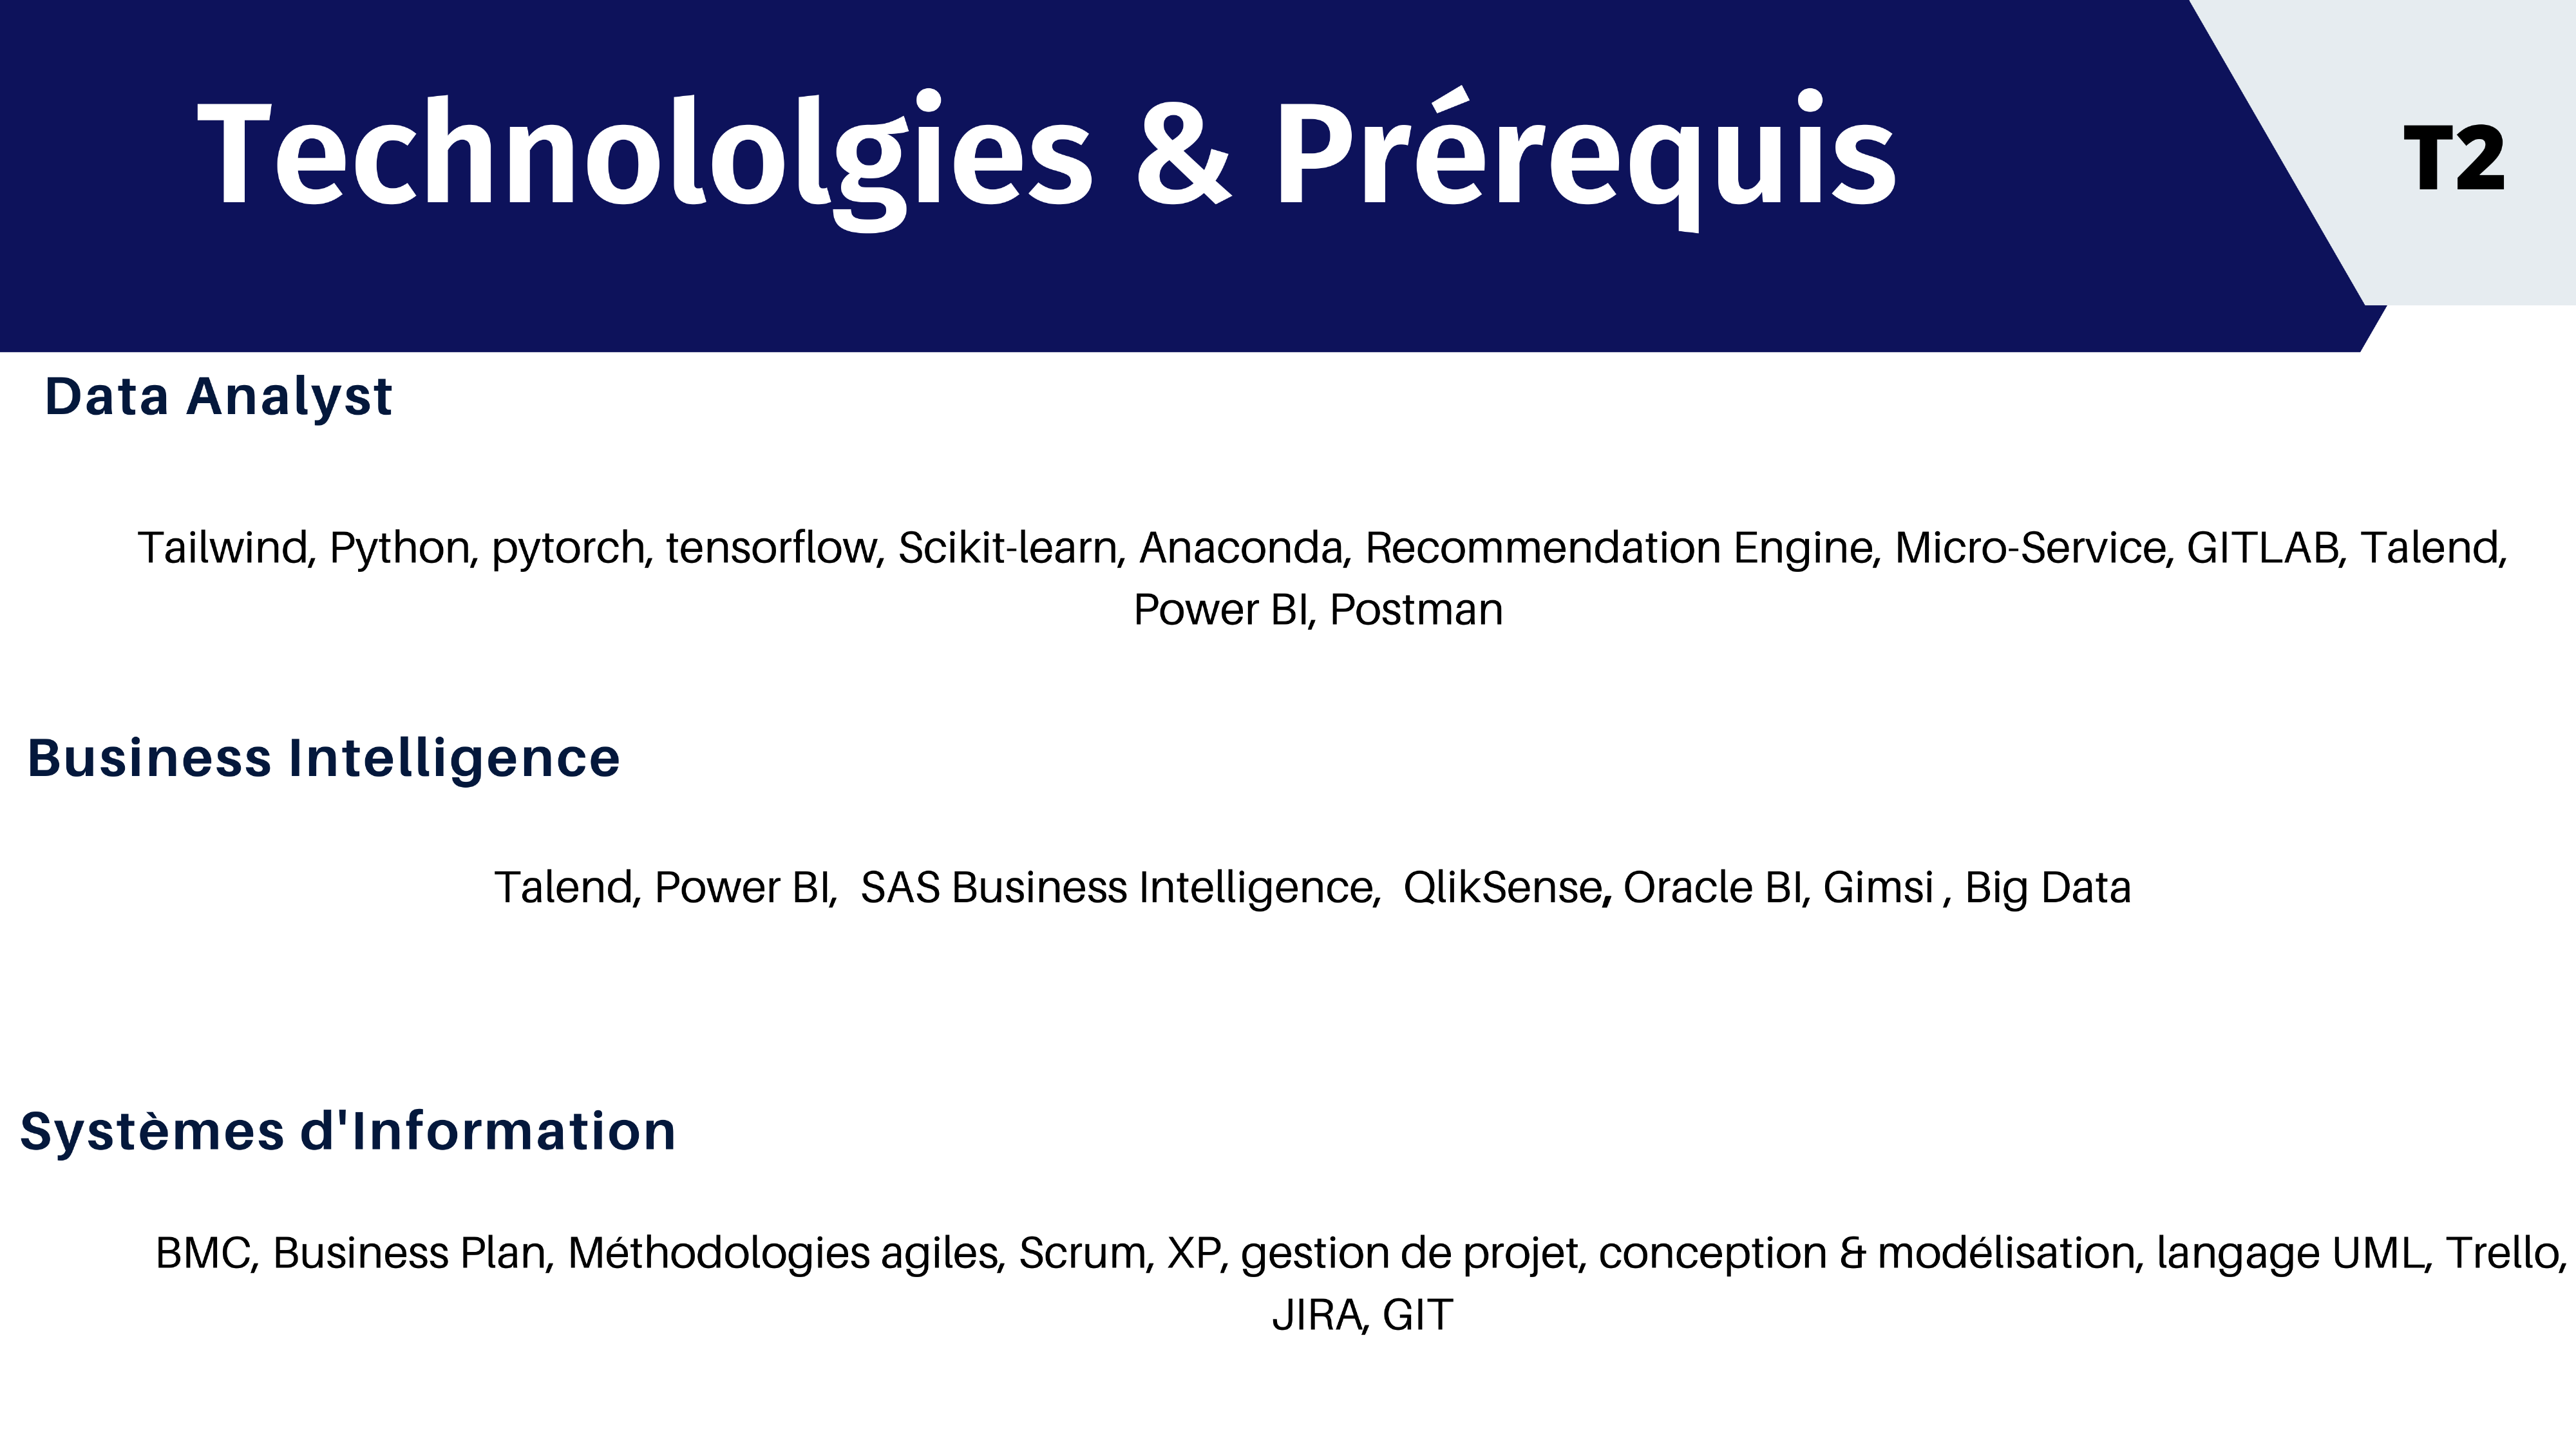 Technololgies & Prérequis
T2
Data Analyst
Tailwind, Python, pytorch, tensorflow, Scikit-learn, Anaconda, Recommendation Engine, Micro-Service, GITLAB, Talend,
Power BI, Postman
Business Intelligence
Talend, Power BI,  SAS Business Intelligence,  QlikSense, Oracle BI, Gimsi , Big Data
Systèmes d'Information
BMC, Business Plan, Méthodologies agiles, Scrum, XP, gestion de projet, conception & modélisation, langage UML, Trello,
JIRA, GIT